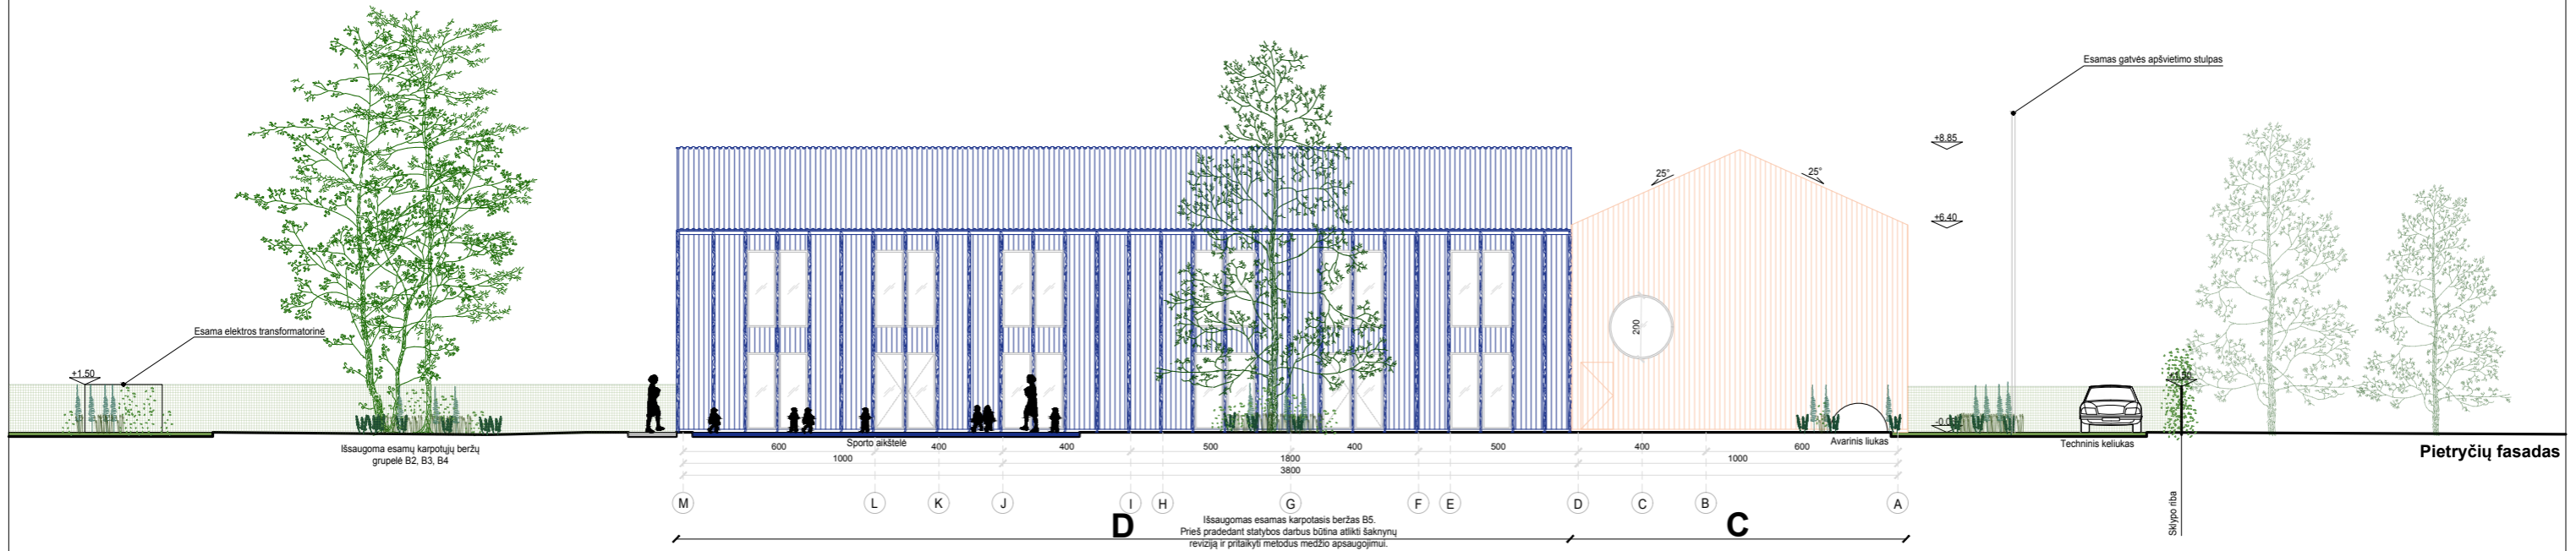 Esamas gatvės apšvietimo stulpas
+8.85
25°
25°
+6.40
200
Esama elektros transformatorinė
+1.50
+1.50
-0.0
Išsaugoma esamų karpotųjų beržų
grupelė B2, B3, B4
Sporto aikštelė
Avarinis liukas
Techninis keliukas
Pietryčių fasadas
600
400
400
500
400
500
400
600
1000
1800
1000
3800
M
L
K
J
I
H
G
F
E
D
C
B
A
D
C
Išsaugomas esamas karpotasis beržas B5.
Prieš pradedant statybos darbus būtina atlikti šaknynų
reviziją ir pritaikyti metodus medžio apsaugojimui.
Sklypo riba